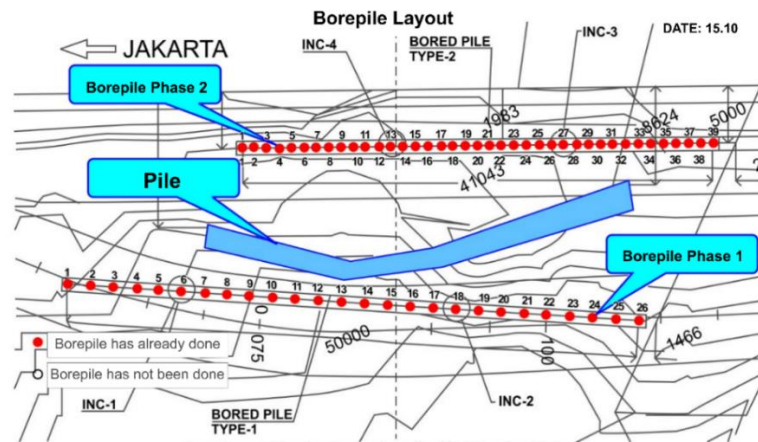 Borepile Layout
JAKARTA
INC-4
BORED PILE
TYPE-2
INC-3
DATE: 15.10
Borepile Phase 2
1983
8624
5000
1 3 5 7 9 11 13 15 17 19 21 23 25 27 29 31 33 35 37 39
1 2 4 6 8 10 12 14 16 18 20 22 24 26 28 30 32 34 36 38
41043
Pile
Borepile Phase 1
1 2 3 4 5 6 7 8 9 10 11 12 13 14 15 16 17 18 19 20 21 22 23 24 25 26
0
075
50000
100
1466
Borepile has already done
Borepile has not been done
INC-1
BORED PILE
TYPE-1
INC-2